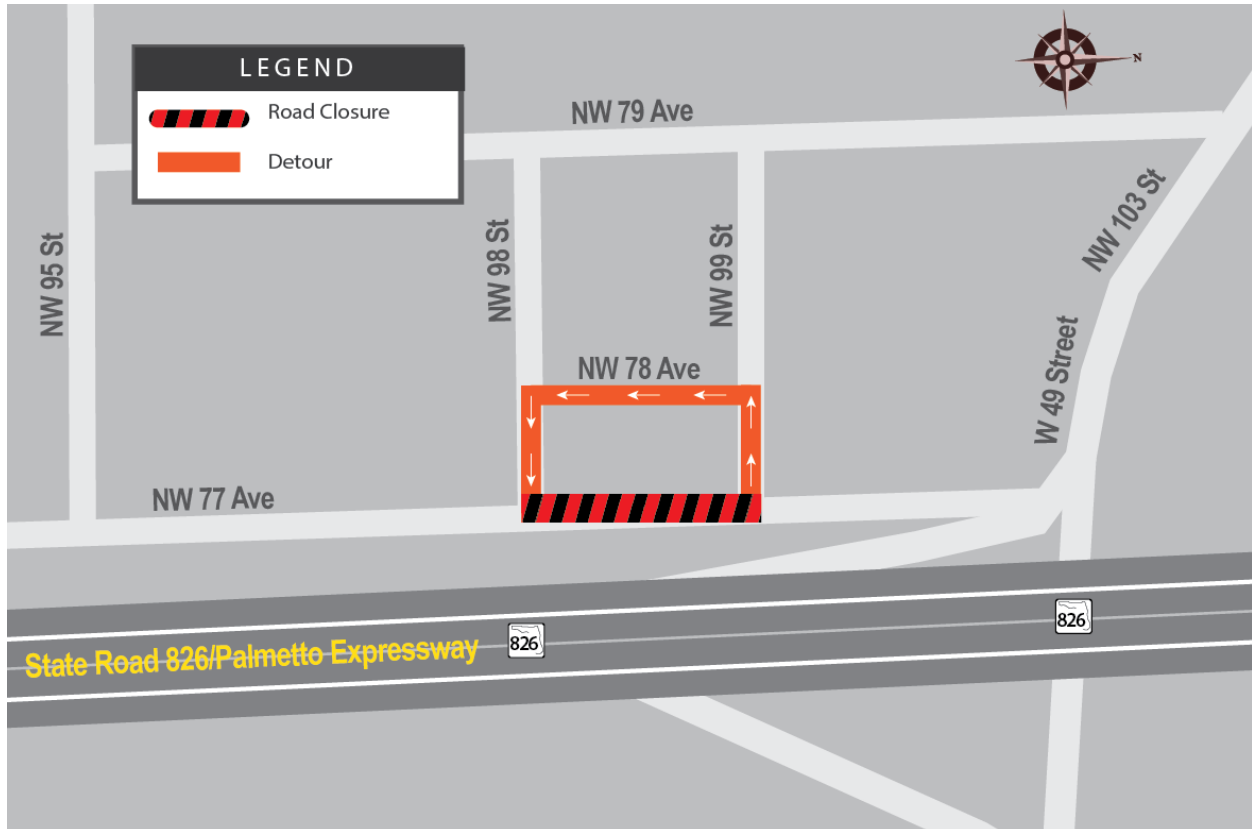 LEGEND
Road Closure
Detour
N
NW 79 Ave
NW 95 St
NW 98 St
NW 99 St
NW 103 St
W 49 Street
NW 78 Ave
NW 77 Ave
State Road 826/Palmetto Expressway
826
826